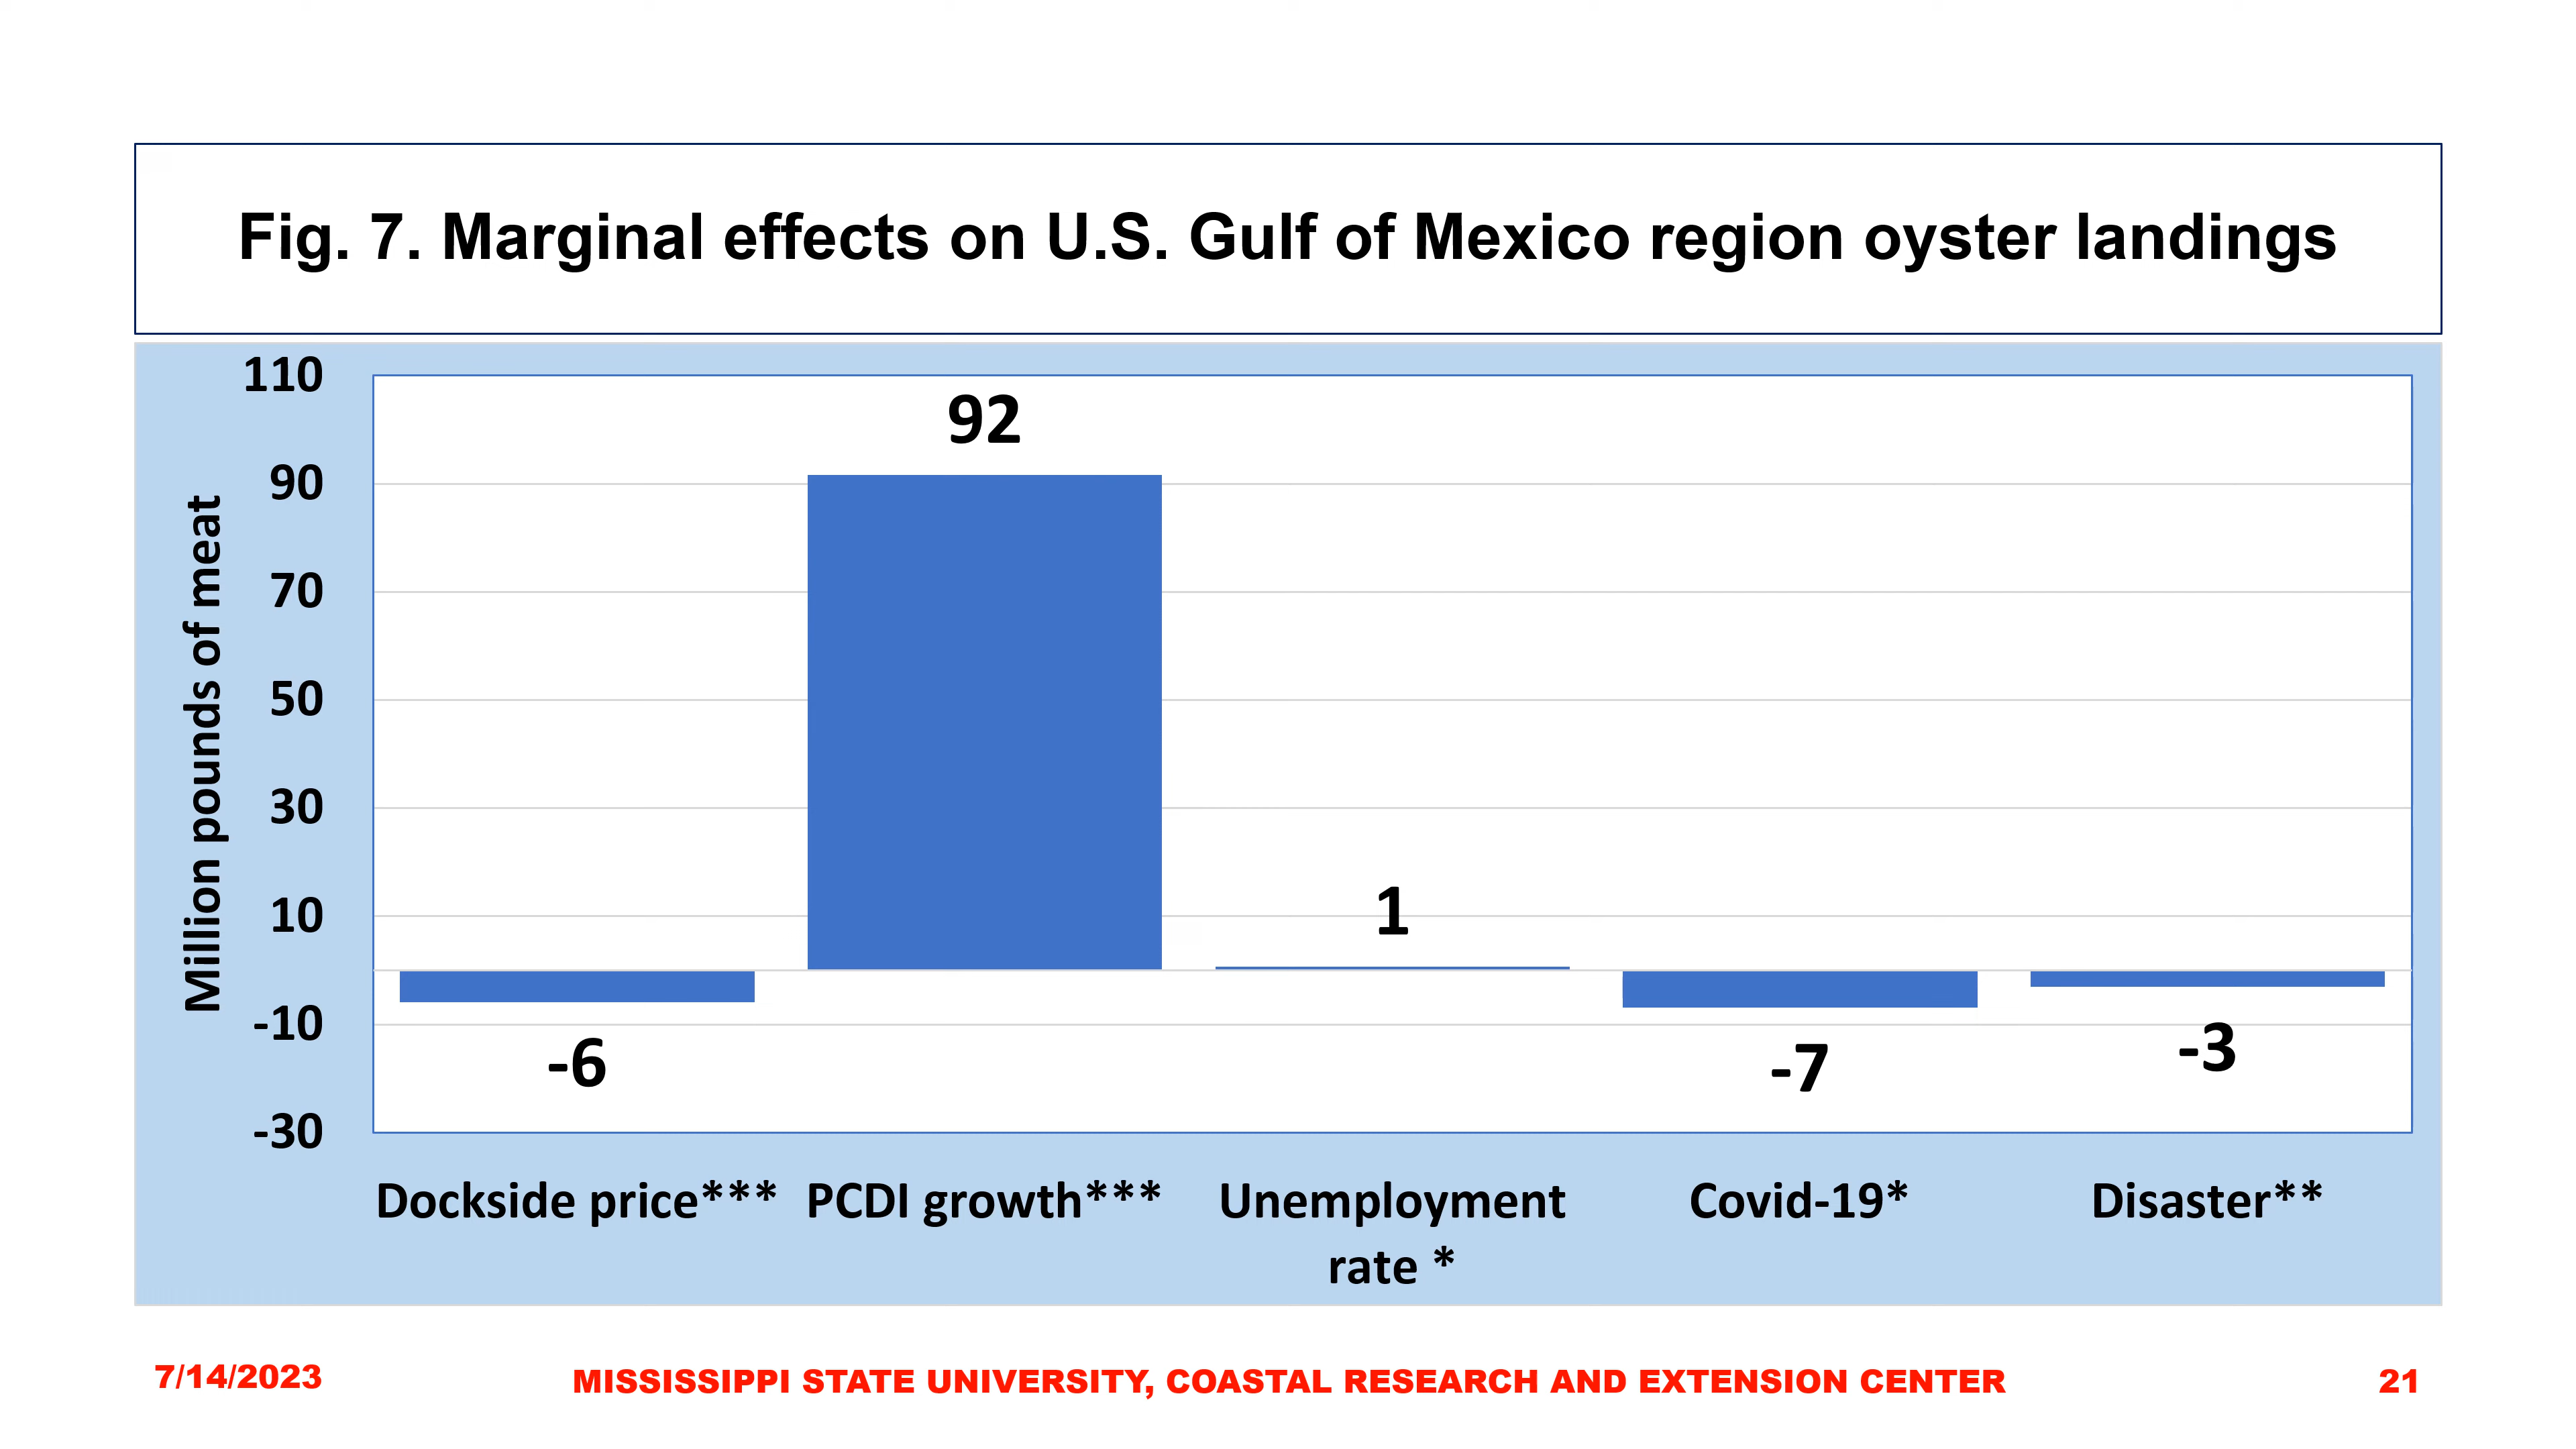 Fig. 7. Marginal effects on U.S. Gulf of Mexico region oyster landings
Million pounds of meat
110
90
70
50
30
10
-10
-30
92
1
-6
-7
-3
Dockside price***
PCDI growth***
Unemployment
rate *
Covid-19*
Disaster**
7/14/2023
MISSISSIPPI STATE UNIVERSITY, COASTAL RESEARCH AND EXTENSION CENTER
21